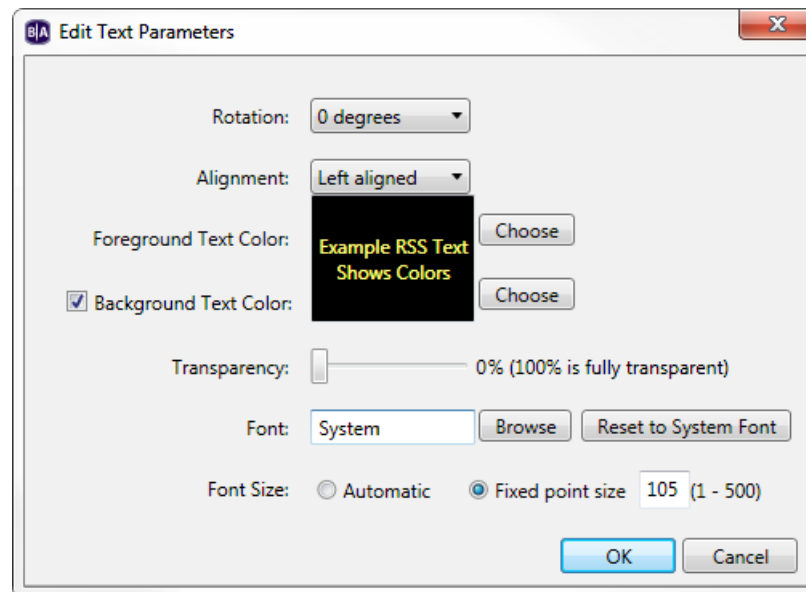 B|A Edit Text Parameters
Rotation: 0 degrees
Alignment: Left aligned
Foreground Text Color: Choose
Example RSS Text
Shows Colors
Background Text Color: Choose
Transparency: 0% (100% is fully transparent)
Font: System Browse Reset to System Font
Font Size: Automatic Fixed point size 105 (1 - 500)
OK Cancel